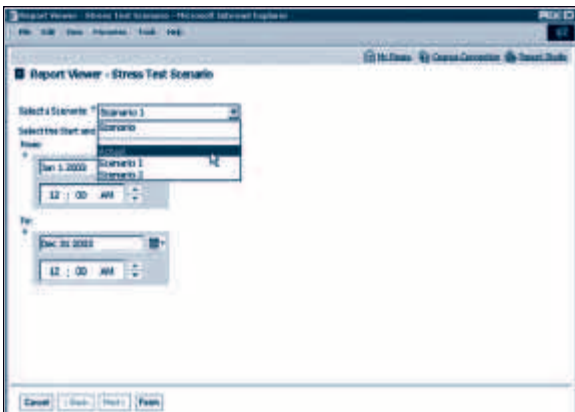 Report Viewer - Stress Test Scenario - Microsoft Internet Explorer
File Edit View Favorites Tools Help
My Folders Cognos Connection Report Studio
Report Viewer - Stress Test Scenario
Select a Scenario: * Scenario 1
Select the Start and
Scenario
Actual
Scenario 1
Scenario 2
From:
*
Jan 1 2003
12 : 00 AM
To:
*
Dec 31 2003
12 : 00 AM
Cancel < Back Next > Finish